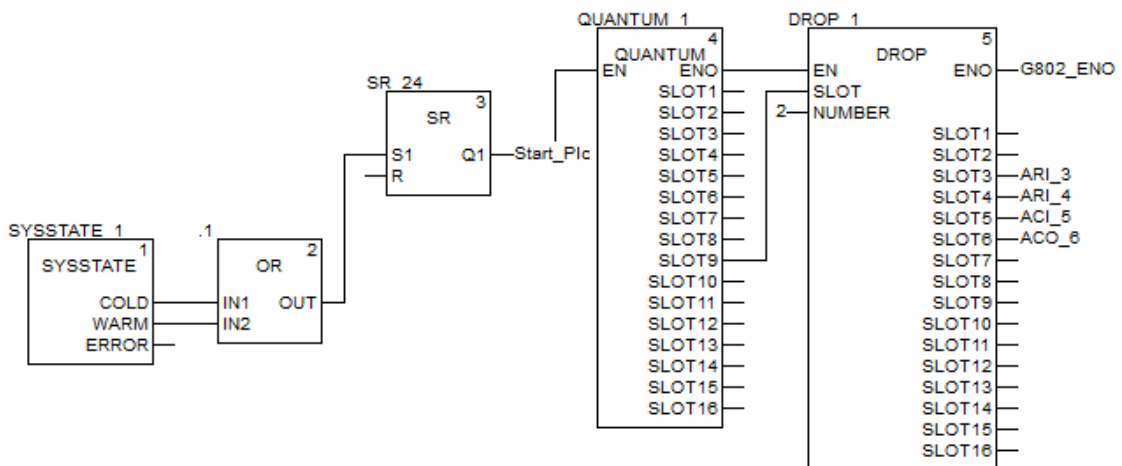 QUANTUM_1
DROP_1
4
QUANTUM
EN ENO
SLOT1
SLOT2
SLOT3
SLOT4
SLOT5
SLOT6
SLOT7
SLOT8
SLOT9
SLOT10
SLOT11
SLOT12
SLOT13
SLOT14
SLOT15
SLOT16
5
DROP
EN ENO G802_ENO
SLOT
2 NUMBER
SLOT1
SLOT2
SLOT3 ARI_3
SLOT4 ARI_4
SLOT5 ACI_5
SLOT6 ACO_6
SLOT7
SLOT8
SLOT9
SLOT10
SLOT11
SLOT12
SLOT13
SLOT14
SLOT15
SLOT16
SR_24
3
SR
S1 Q1 Start_Plc
R
SYSSTATE_1
1
SYSSTATE
COLD
WARM
ERROR
.1
2
OR
IN1 OUT
IN2